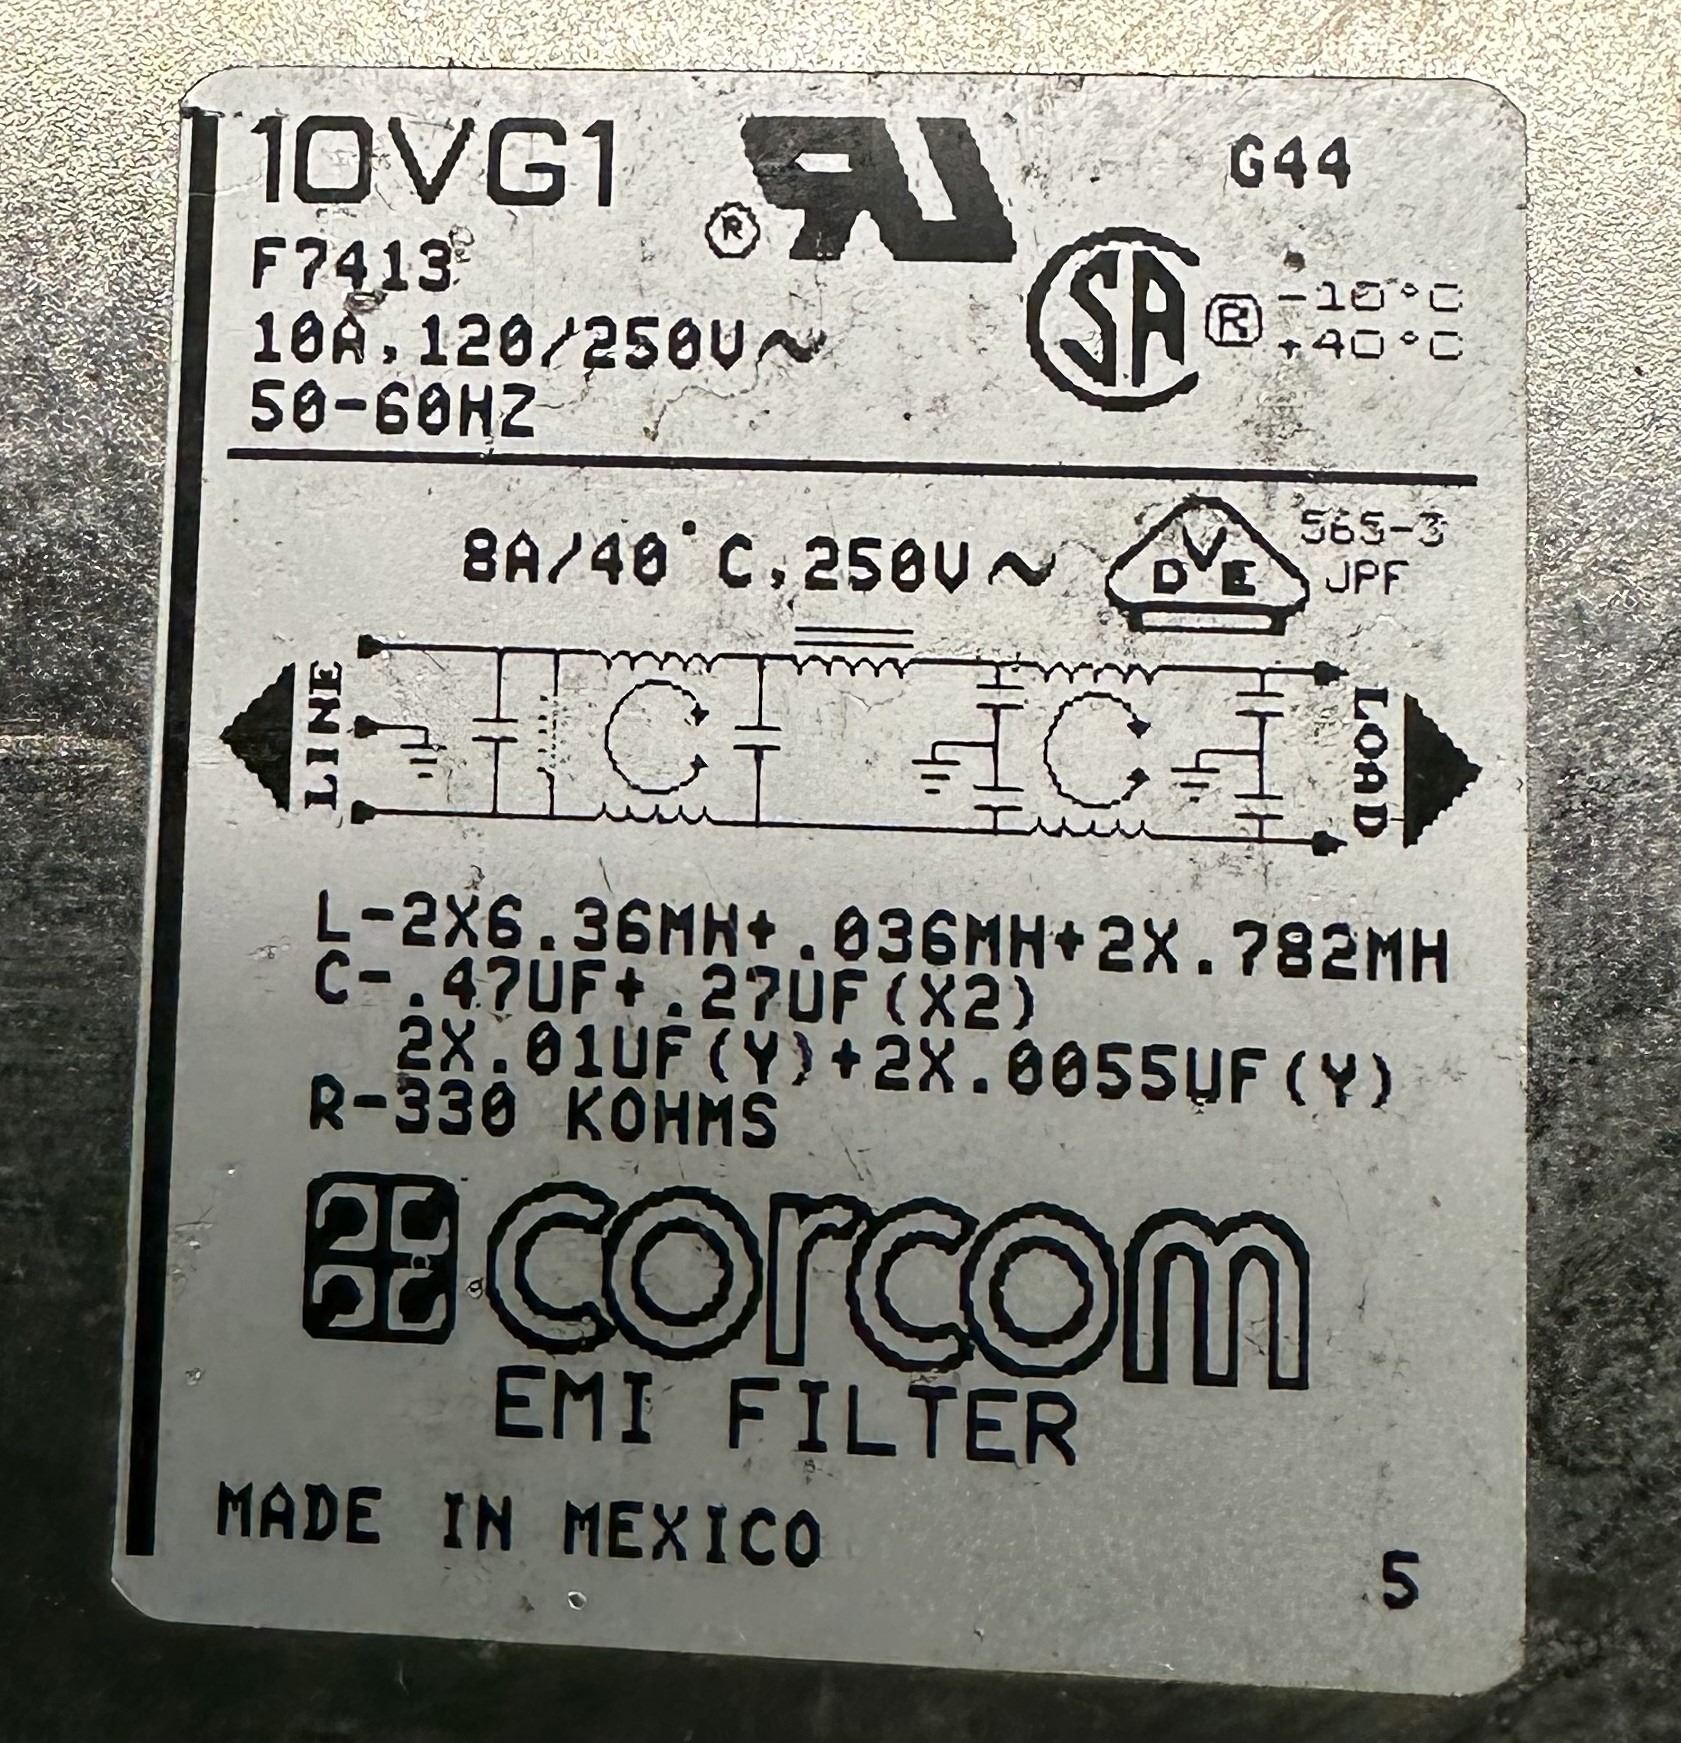 10VG1
G44
®
F7413
SA ® -10°C
+40°C
10A,120/250V~
50-60HZ
8A/40°C,250V~
VDE
565-3
JPF
LINE
LOAD
L-2X6.36MH+.036MH+2X.782MH
C-.47UF+.27UF(X2)
2X.01UF(Y)+2X.0055UF(Y)
R-330 KOHMS
corcom
EMI FILTER
MADE IN MEXICO
5